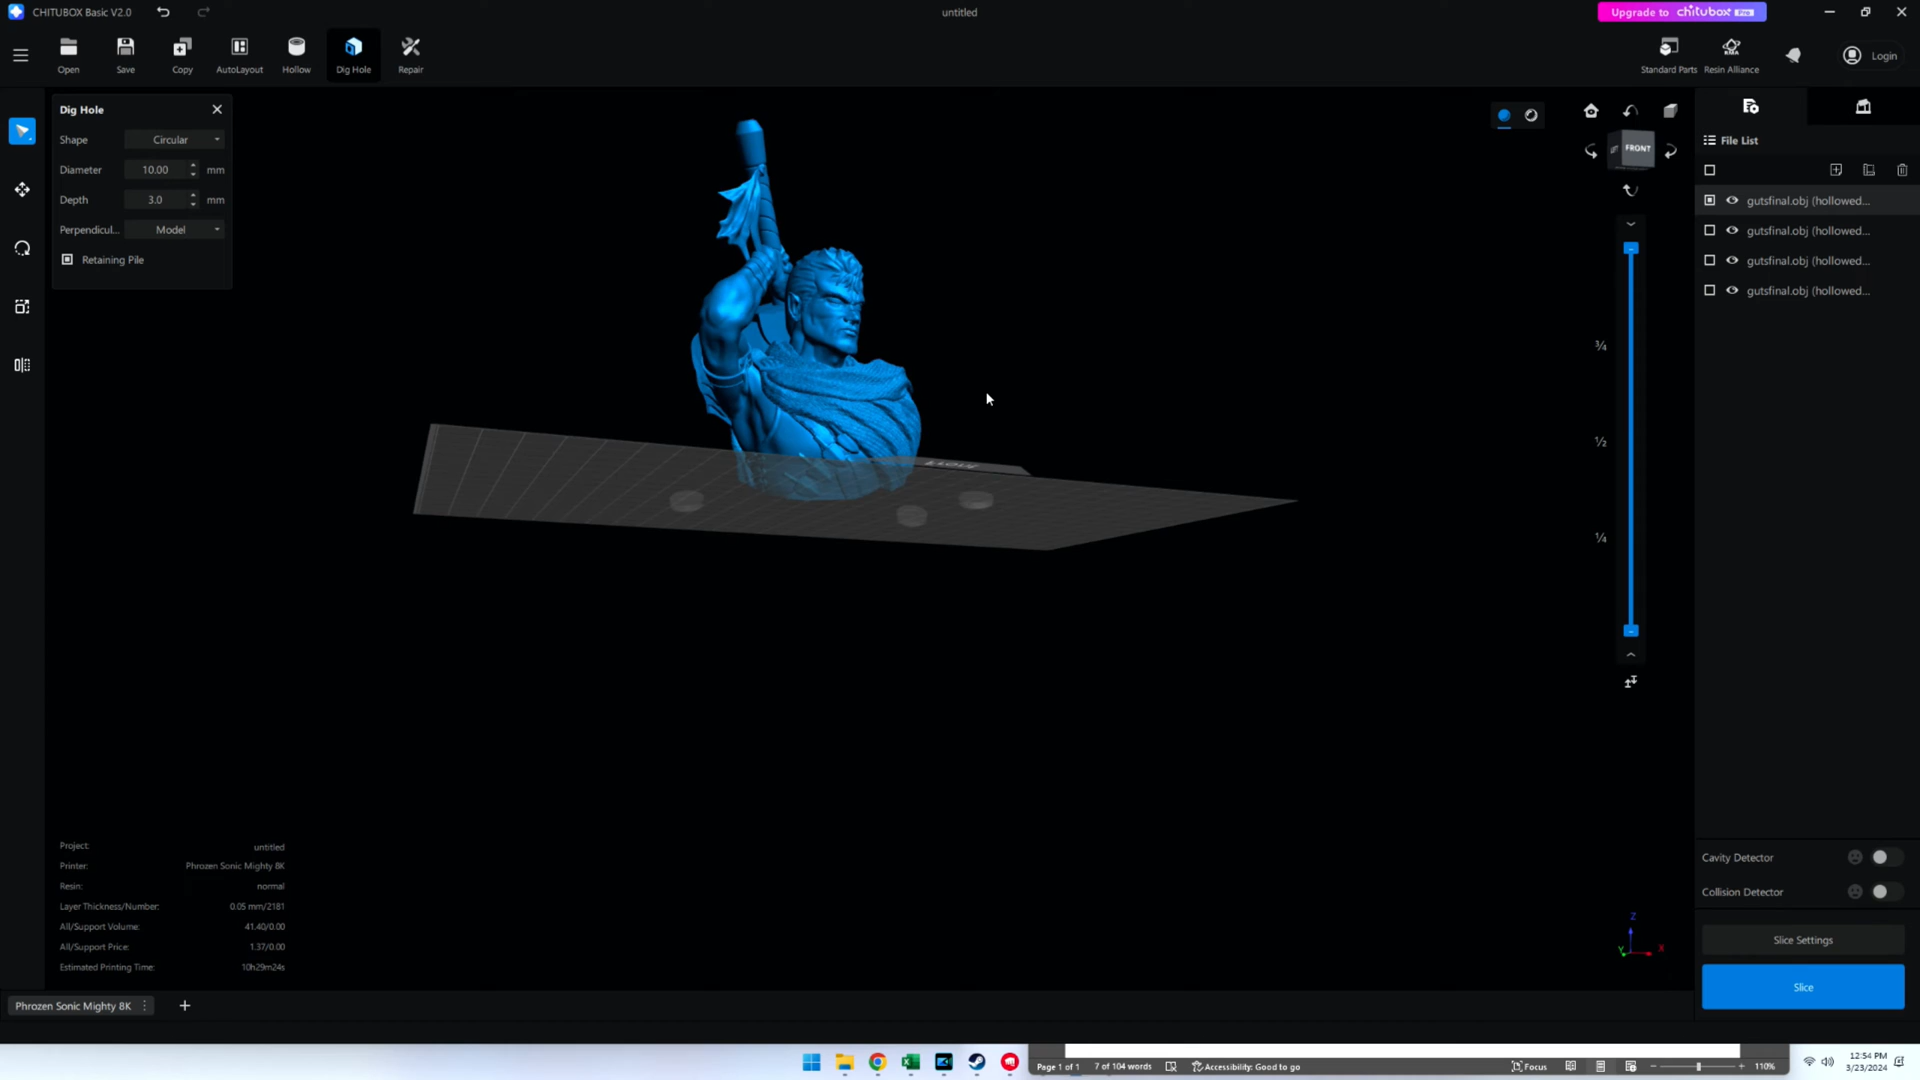 CHITUBOX Basic V2.0
untitled
Upgrade to chitubox Pro
Open
Save
Copy
AutoLayout
Hollow
Dig Hole
Repair
Standard Parts
Resin Alliance
Login
Dig Hole
Shape Circular
Diameter 10.00 mm
Depth 3.0 mm
Perpendicul... Model
Retaining Pile
FRONT
3/4
1/2
1/4
File List
gutsfinal.obj (hollowed...
gutsfinal.obj (hollowed...
gutsfinal.obj (hollowed...
gutsfinal.obj (hollowed...
Project: untitled
Printer: Phrozen Sonic Mighty 8K
Resin: normal
Layer Thickness/Number: 0.05 mm/2181
All/Support Volume: 41.40/0.00
All/Support Price: 1.37/0.00
Estimated Printing Time: 10h29m24s
Z
Y
X
Cavity Detector
Collision Detector
Slice Settings
Slice
Phrozen Sonic Mighty 8K
Page 1 of 1 7 of 104 words Accessibility: Good to go
Focus
110%
12:54 PM
3/23/2024